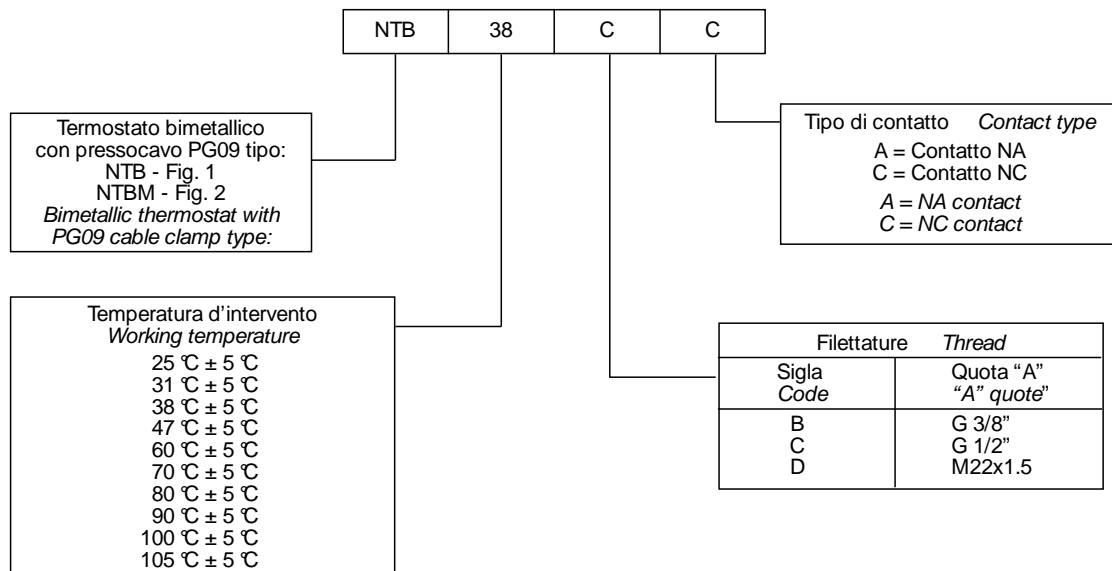 NTB 38 C C
Termostato bimetallico
con pressocavo PG09 tipo:
NTB - Fig. 1
NTBM - Fig. 2
Bimetallic thermostat with
PG09 cable clamp type:
Tipo di contatto Contact type
A = Contatto NA
C = Contatto NC
A = NA contact
C = NC contact
Temperatura d’intervento
Working temperature
25 °C ± 5 °C
31 °C ± 5 °C
38 °C ± 5 °C
47 °C ± 5 °C
60 °C ± 5 °C
70 °C ± 5 °C
80 °C ± 5 °C
90 °C ± 5 °C
100 °C ± 5 °C
105 °C ± 5 °C
Filettature Thread
Sigla Quota “A”
Code “A” quote”
B G 3/8”
C G 1/2”
D M22x1.5